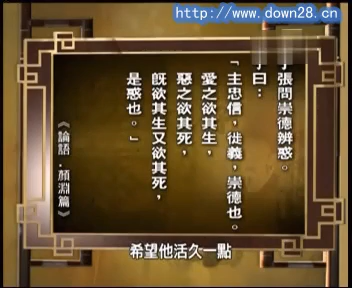 http://www.down28.cn
子張問崇德辨惑。
子曰：
「主忠信，徙義，崇德也。
愛之欲其生，
惡之欲其死，
既欲其生又欲其死，
是惑也。」
《論語．顏淵篇》
希望他活久一點